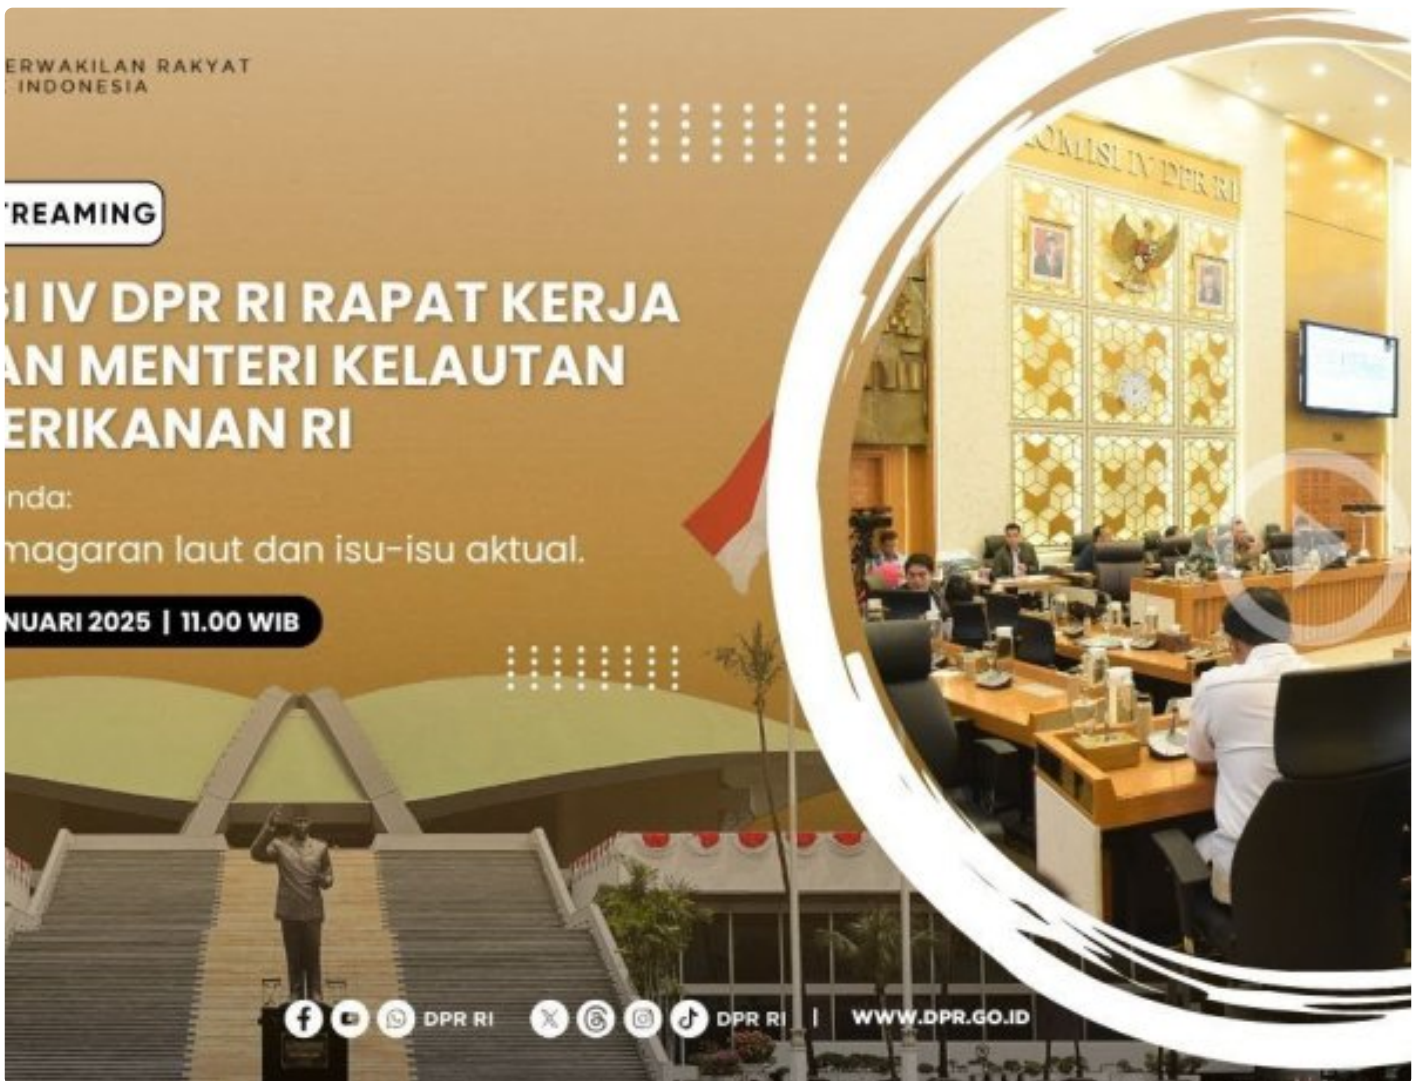 ERWAKILAN RAKYAT
INDONESIA
TREAMING
SI IV DPR RI RAPAT KERJA
AN MENTERI KELAUTAN
ERIKANAN RI
nda:
magaran laut dan isu-isu aktual.
NUARI 2025 | 11.00 WIB
KOMISI IV DPR RI
DPR RI
DPR RI | WWW.DPR.GO.ID